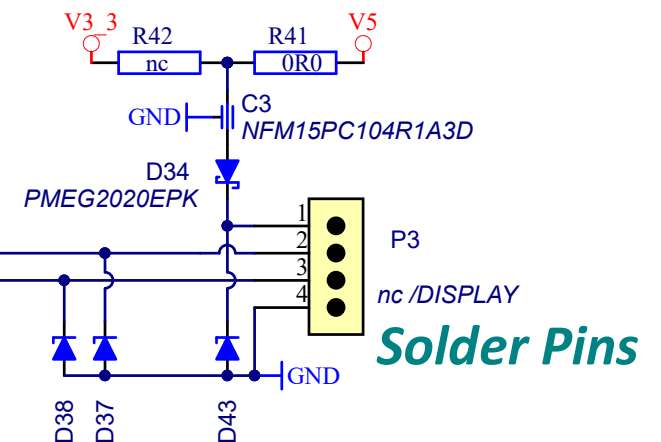 V3_3
V5
R42
R41
nc
0R0
GND
C3
NFM15PC104R1A3D
D34
PMEG2020EPK
1
2
3
4
P3
nc /DISPLAY
Solder Pins
GND
D38
D37
D43